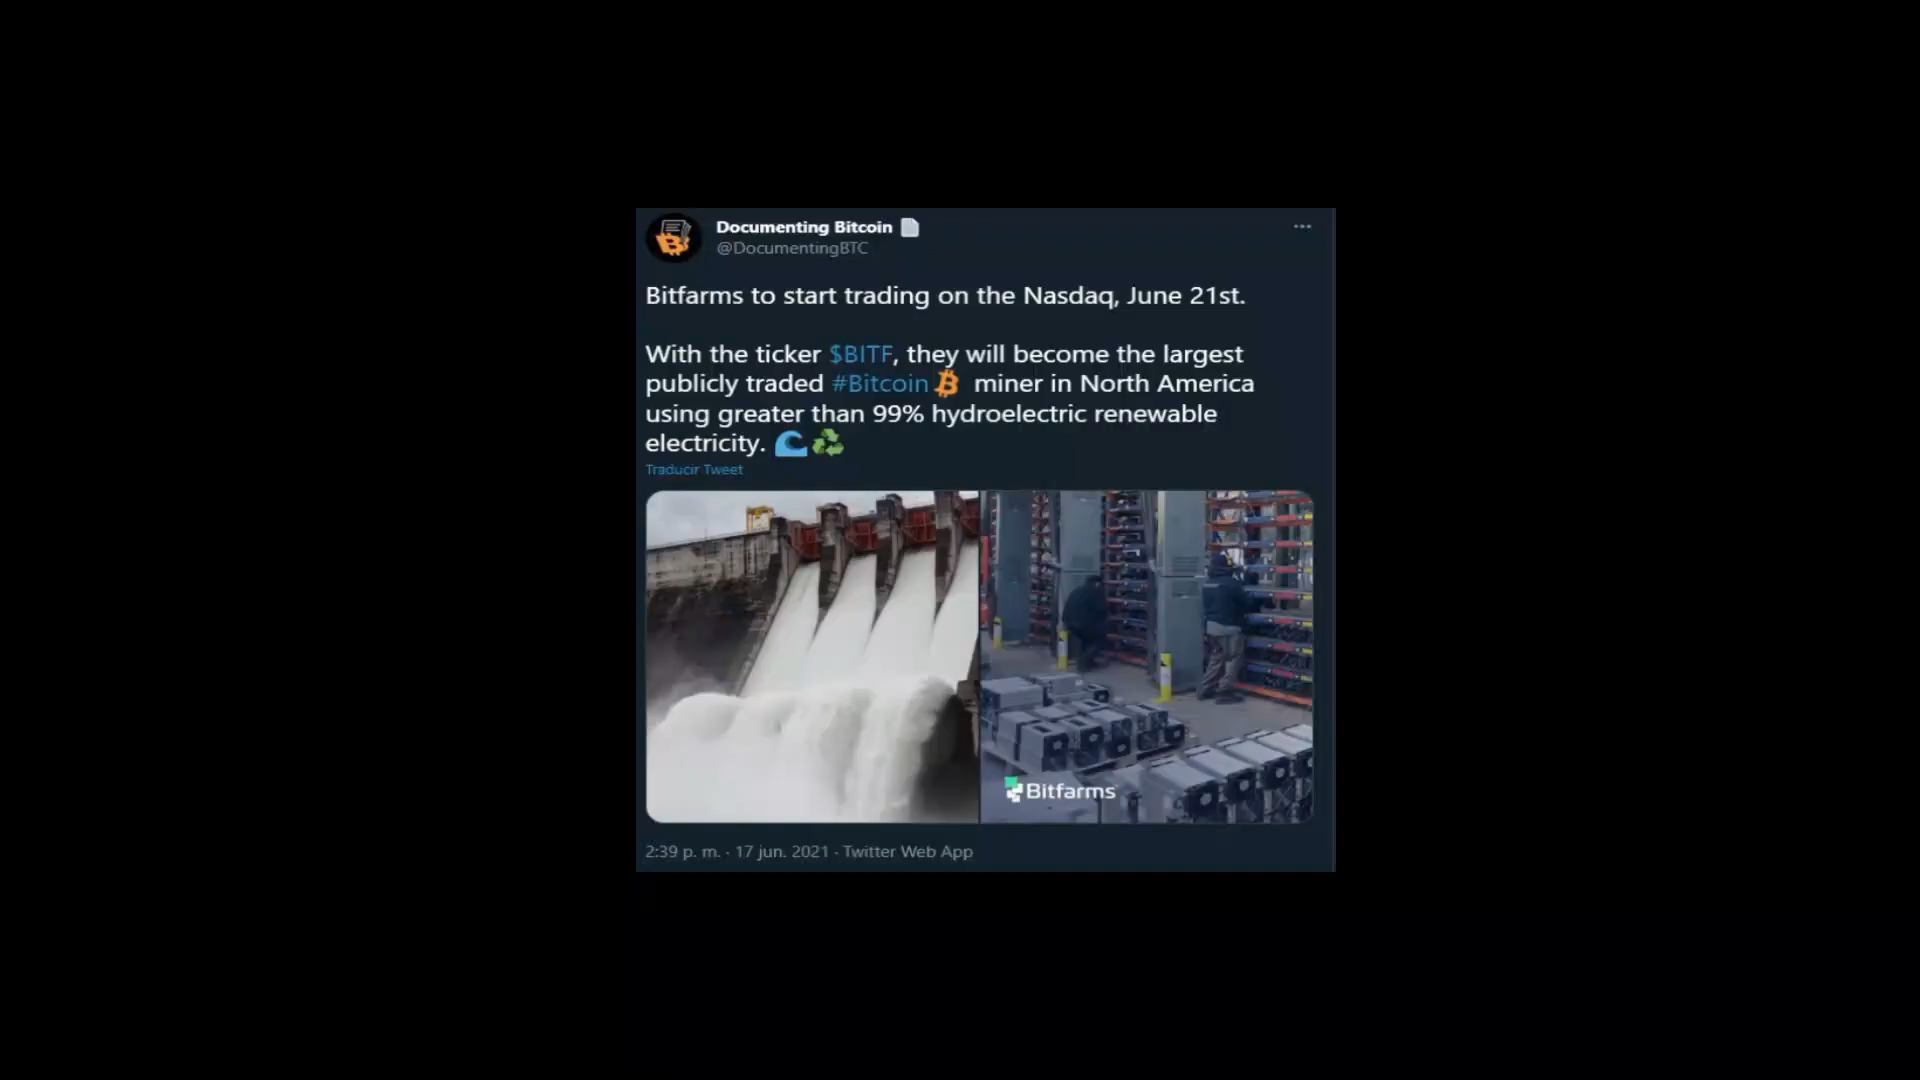 Documenting Bitcoin
@DocumentingBTC
Bitfarms to start trading on the Nasdaq, June 21st.
With the ticker $BITF, they will become the largest
publicly traded #Bitcoin miner in North America
using greater than 99% hydroelectric renewable
electricity.
Traducir Tweet
Bitfarms
2:39 p. m. · 17 jun. 2021 · Twitter Web App